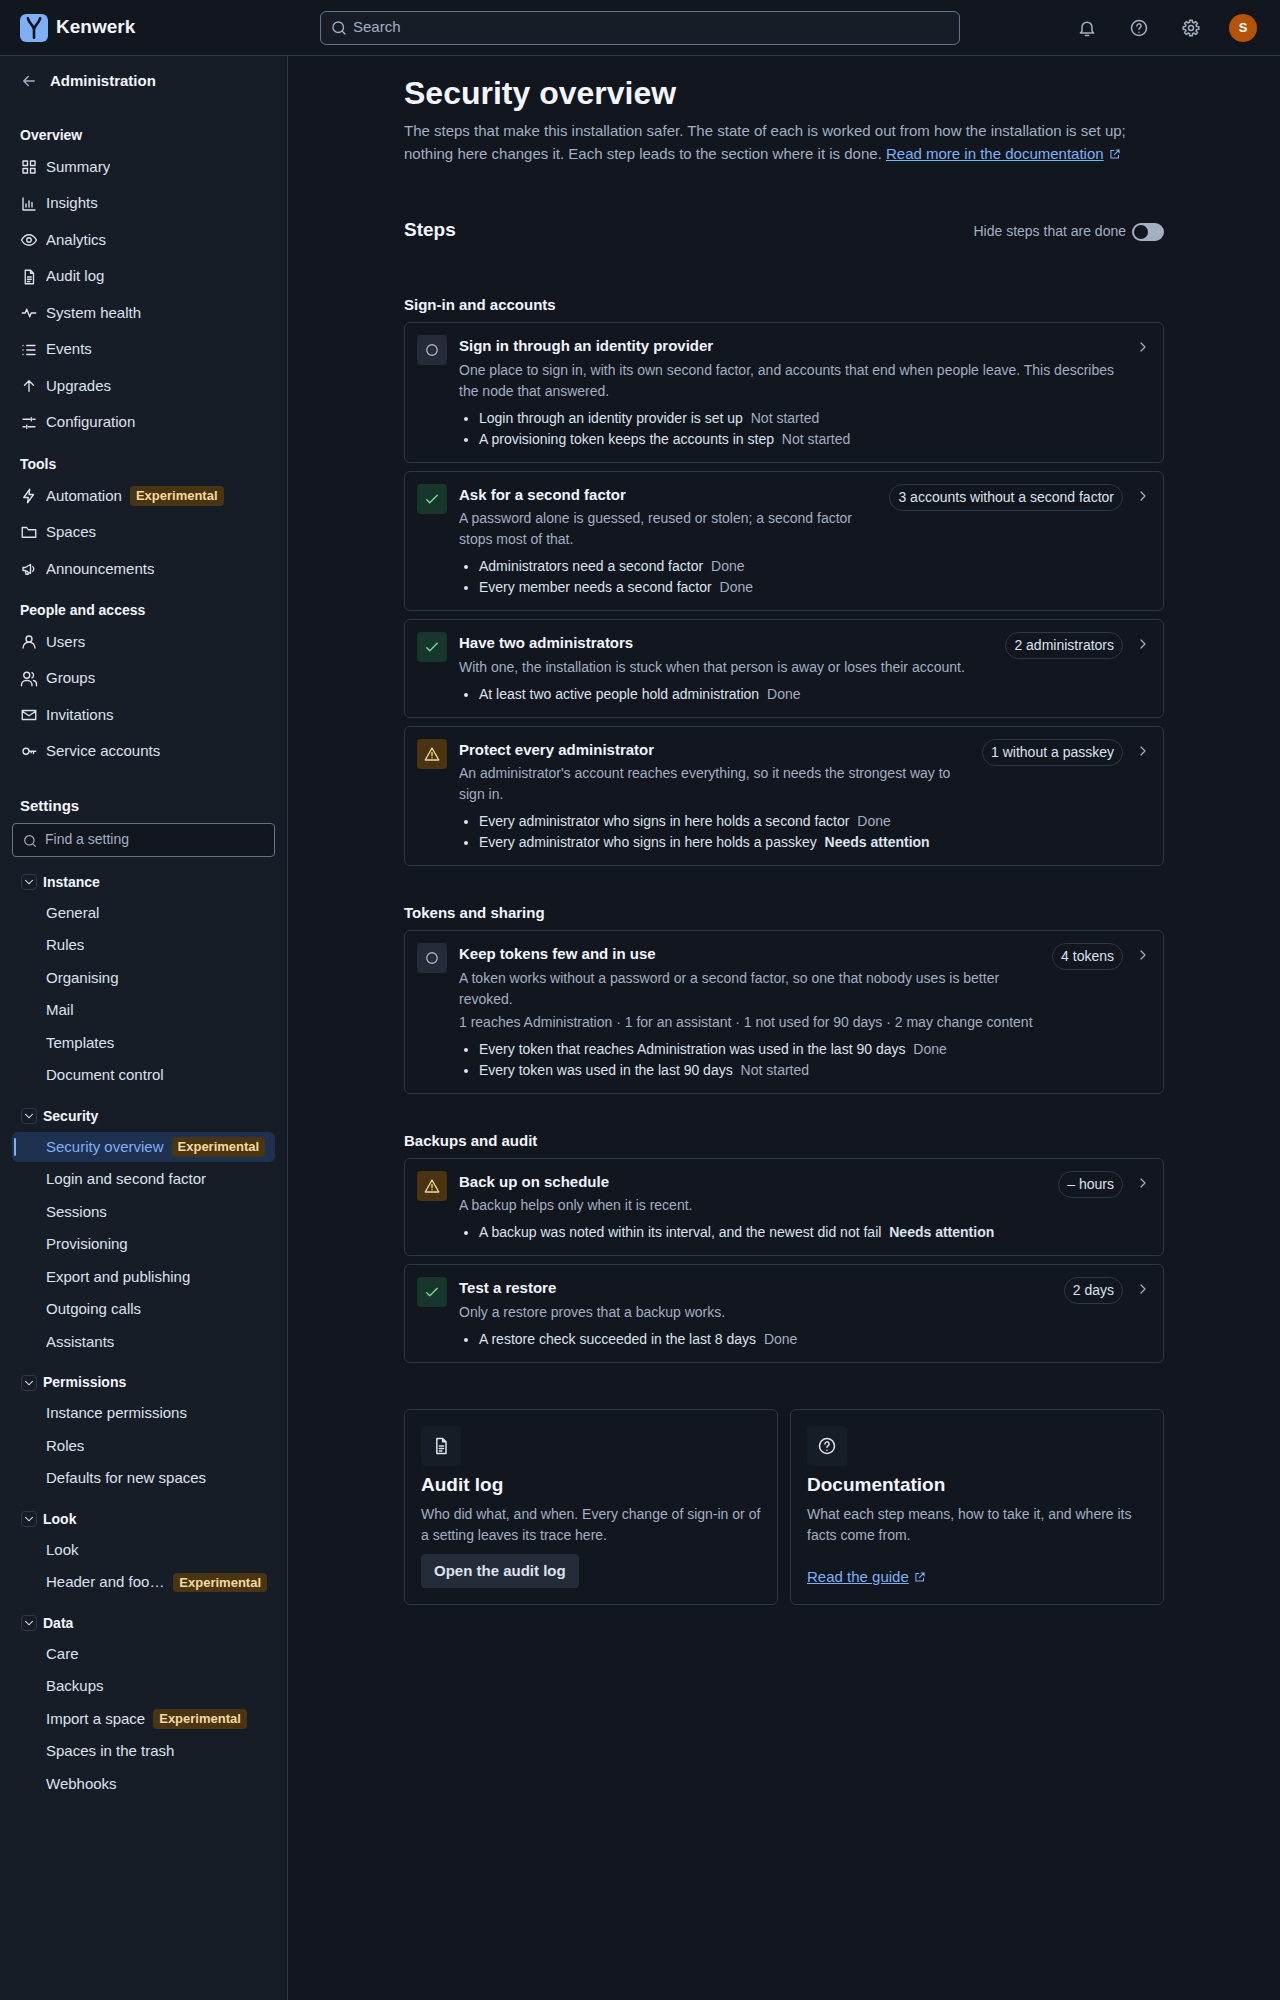 Kenwerk
Search
S
Administration
Overview
Summary
Insights
Analytics
Audit log
System health
Events
Upgrades
Configuration
Tools
Automation Experimental
Spaces
Announcements
People and access
Users
Groups
Invitations
Service accounts
Settings
Find a setting
Instance
General
Rules
Organising
Mail
Templates
Document control
Security
Security overview Experimental
Login and second factor
Sessions
Provisioning
Export and publishing
Outgoing calls
Assistants
Permissions
Instance permissions
Roles
Defaults for new spaces
Look
Look
Header and foo… Experimental
Data
Care
Backups
Import a space Experimental
Spaces in the trash
Webhooks
Security overview
The steps that make this installation safer. The state of each is worked out from how the installation is set up;
nothing here changes it. Each step leads to the section where it is done. Read more in the documentation
Steps
Hide steps that are done
Sign-in and accounts
Sign in through an identity provider
One place to sign in, with its own second factor, and accounts that end when people leave. This describes
the node that answered.
Login through an identity provider is set up Not started
A provisioning token keeps the accounts in step Not started
Ask for a second factor
3 accounts without a second factor
A password alone is guessed, reused or stolen; a second factor
stops most of that.
Administrators need a second factor Done
Every member needs a second factor Done
Have two administrators
2 administrators
With one, the installation is stuck when that person is away or loses their account.
At least two active people hold administration Done
Protect every administrator
1 without a passkey
An administrator's account reaches everything, so it needs the strongest way to
sign in.
Every administrator who signs in here holds a second factor Done
Every administrator who signs in here holds a passkey Needs attention
Tokens and sharing
Keep tokens few and in use
4 tokens
A token works without a password or a second factor, so one that nobody uses is better
revoked.
1 reaches Administration · 1 for an assistant · 1 not used for 90 days · 2 may change content
Every token that reaches Administration was used in the last 90 days Done
Every token was used in the last 90 days Not started
Backups and audit
Back up on schedule
– hours
A backup helps only when it is recent.
A backup was noted within its interval, and the newest did not fail Needs attention
Test a restore
2 days
Only a restore proves that a backup works.
A restore check succeeded in the last 8 days Done
Audit log
Who did what, and when. Every change of sign-in or of
a setting leaves its trace here.
Open the audit log
Documentation
What each step means, how to take it, and where its
facts come from.
Read the guide